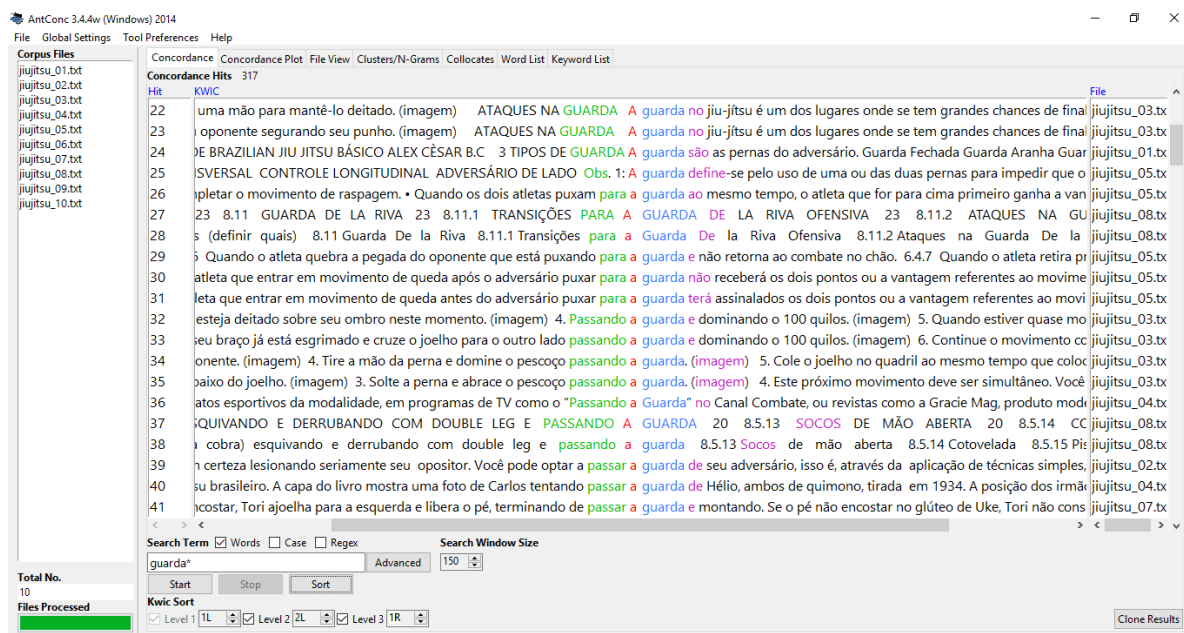 AntConc 3.4.4w (Windows) 2014
File Global Settings Tool Preferences Help
Corpus Files
jiujitsu_01.txt
jiujitsu_02.txt
jiujitsu_03.txt
jiujitsu_04.txt
jiujitsu_05.txt
jiujitsu_06.txt
jiujitsu_07.txt
jiujitsu_08.txt
jiujitsu_09.txt
jiujitsu_10.txt
Total No.
10
Files Processed
Concordance Concordance Plot File View Clusters/N-Grams Collocates Word List Keyword List
Concordance Hits 317
Hit KWIC File
22 uma mão para mantê-lo deitado. (imagem) ATAQUES NA GUARDA A guarda no jiu-jítsu é um dos lugares onde se tem grandes chances de final jiujitsu_03.tx
23 oponente segurando seu punho. (imagem) ATAQUES NA GUARDA A guarda no jiu-jítsu é um dos lugares onde se tem grandes chances de final jiujitsu_03.tx
24 DE BRAZILIAN JIU JITSU BÁSICO ALEX CÈSAR B.C 3 TIPOS DE GUARDA A guarda são as pernas do adversário. Guarda Fechada Guarda Aranha Guar jiujitsu_01.tx
25 NSVERSAL CONTROLE LONGITUDINAL ADVERSÁRIO DE LADO Obs. 1: A guarda define-se pelo uso de uma ou das duas pernas para impedir que o jiujitsu_05.tx
26 mpletar o movimento de raspagem. • Quando os dois atletas puxam para a guarda ao mesmo tempo, o atleta que for para cima primeiro ganha a van jiujitsu_05.tx
27 23 8.11 GUARDA DE LA RIVA 23 8.11.1 TRANSIÇÕES PARA A GUARDA DE LA RIVA OFENSIVA 23 8.11.2 ATAQUES NA GU jiujitsu_08.tx
28 s (definir quais) 8.11 Guarda De la Riva 8.11.1 Transições para a Guarda De la Riva Ofensiva 8.11.2 Ataques na Guarda De la jiujitsu_08.tx
29 Quando o atleta quebra a pegada do oponente que está puxando para a guarda e não retorna ao combate no chão. 6.4.7 Quando o atleta retira pr jiujitsu_05.tx
30 atleta que entrar em movimento de queda após o adversário puxar para a guarda não receberá os dois pontos ou a vantagem referentes ao movime jiujitsu_05.tx
31 leta que entrar em movimento de queda antes do adversário puxar para a guarda terá assinalados os dois pontos ou a vantagem referentes ao movi jiujitsu_05.tx
32 esteja deitado sobre seu ombro neste momento. (imagem) 4. Passando a guarda e dominando o 100 quilos. (imagem) 5. Quando estiver quase mo jiujitsu_03.tx
33 seu braço já está esgrimado e cruze o joelho para o outro lado passando a guarda e dominando o 100 quilos. (imagem) 6. Continue o movimento co jiujitsu_03.tx
34 onente. (imagem) 4. Tire a mão da perna e domine o pescoço passando a guarda. (imagem) 5. Cole o joelho no quadril ao mesmo tempo que coloc jiujitsu_03.tx
35 baixo do joelho. (imagem) 3. Solte a perna e abrace o pescoço passando a guarda. (imagem) 4. Este próximo movimento deve ser simultâneo. Você jiujitsu_03.tx
36 atos esportivos da modalidade, em programas de TV como o “Passando a Guarda” no Canal Combate, ou revistas como a Gracie Mag, produto mode jiujitsu_04.tx
37 SQUIVANDO E DERRUBANDO COM DOUBLE LEG E PASSANDO A GUARDA 20 8.5.13 SOCOS DE MÃO ABERTA 20 8.5.14 CO jiujitsu_08.tx
38 cobra) esquivando e derrubando com double leg e passando a guarda 8.5.13 Socos de mão aberta 8.5.14 Cotovelada 8.5.15 Pis jiujitsu_08.tx
39 certeza lesionando seriamente seu opositor. Você pode optar a passar a guarda de seu adversário, isso é, através da aplicação de técnicas simples, jiujitsu_02.tx
40 su brasileiro. A capa do livro mostra uma foto de Carlos tentando passar a guarda de Hélio, ambos de quimono, tirada em 1934. A posição dos irmão jiujitsu_04.tx
41 ncostar, Tori ajoelha para a esquerda e libera o pé, terminando de passar a guarda e montando. Se o pé não encostar no glúteo de Uke, Tori não cons jiujitsu_07.tx
Search Term Words Case Regex Search Window Size
guarda* Advanced 150
Start Stop Sort
Kwic Sort
Level 1 1L Level 2 2L Level 3 1R Clone Results